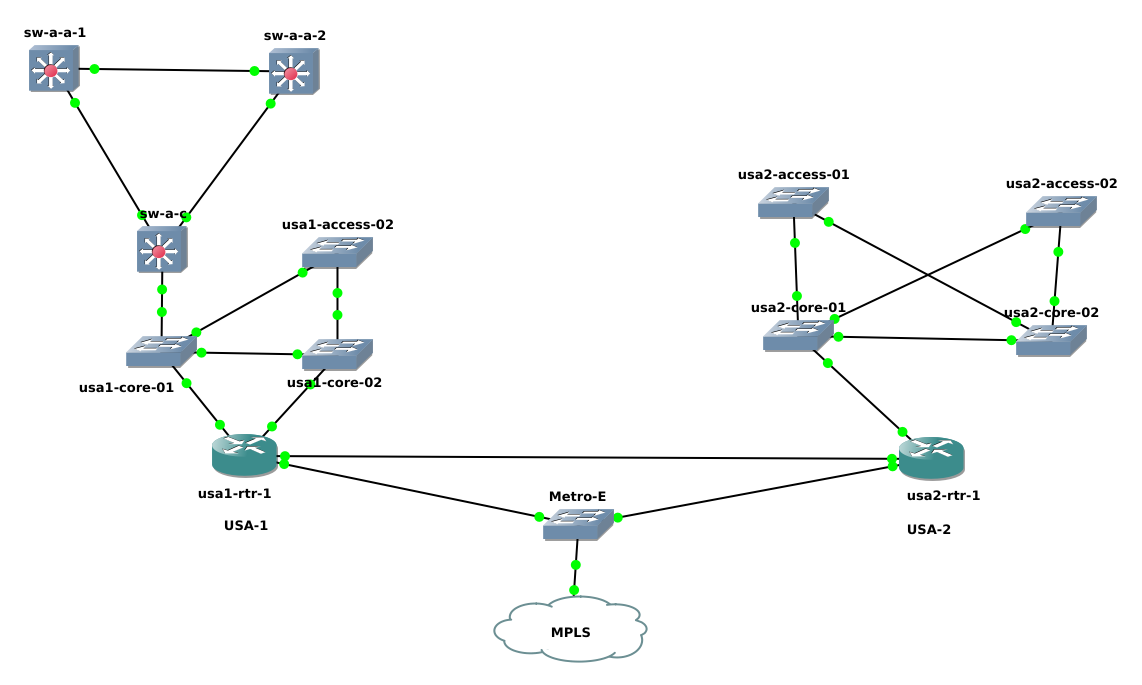 sw-a-a-1
sw-a-a-2
sw-a-c
usa1-access-02
usa2-access-01
usa2-access-02
usa2-core-01
usa2-core-02
usa1-core-01
usa1-core-02
usa1-rtr-1
usa2-rtr-1
Metro-E
USA-1
USA-2
MPLS